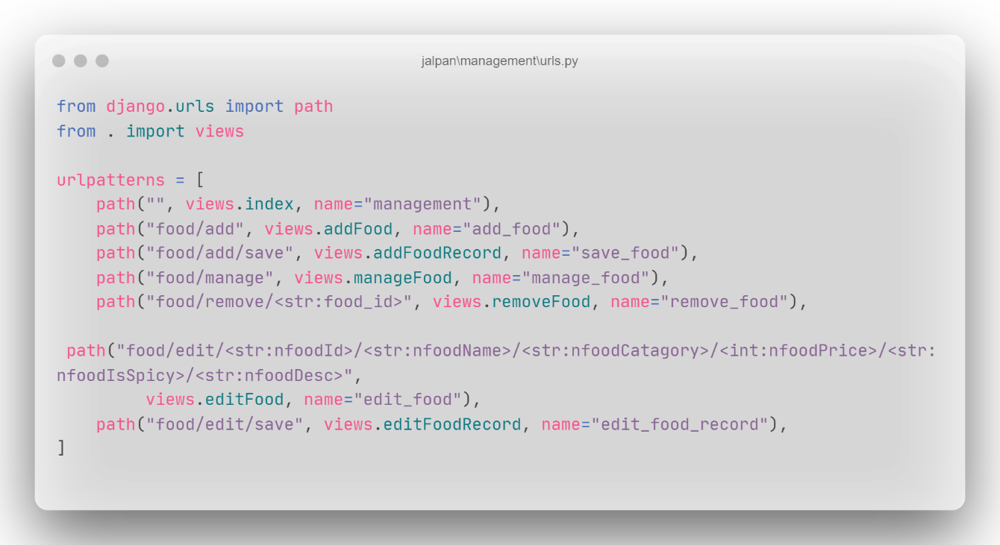 jalpan\management\urls.py
from django.urls import path
from . import views
urlpatterns = [
path("", views.index, name="management"),
path("food/add", views.addFood, name="add_food"),
path("food/add/save", views.addFoodRecord, name="save_food"),
path("food/manage", views.manageFood, name="manage_food"),
path("food/remove/<str:food_id>", views.removeFood, name="remove_food"),
path("food/edit/<str:nfoodId>/<str:nfoodName>/<str:nfoodCatagory>/<int:nfoodPrice>/<str:
nfoodIsSpicy>/<str:nfoodDesc>",
views.editFood, name="edit_food"),
path("food/edit/save", views.editFoodRecord, name="edit_food_record"),
]